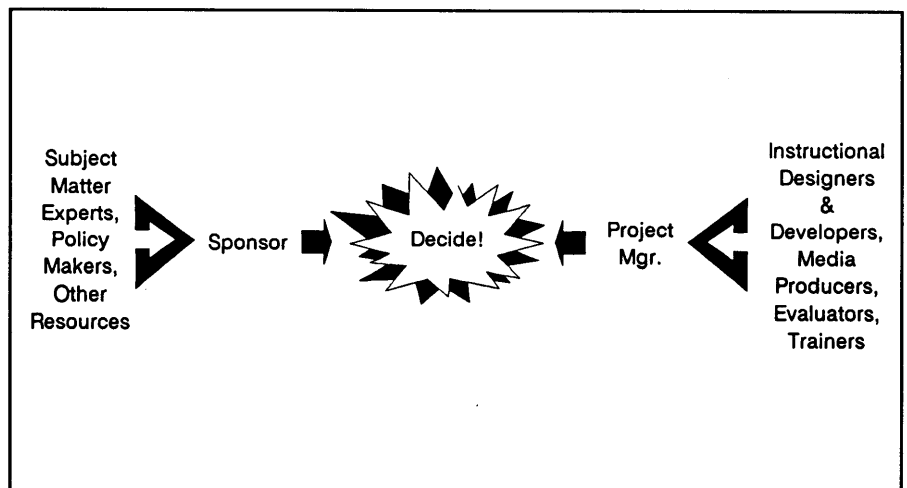 Subject
Matter
Experts,
Policy
Makers,
Other
Resources
Sponsor
Decide!
Project
Mgr.
Instructional
Designers
&
Developers,
Media
Producers,
Evaluators,
Trainers